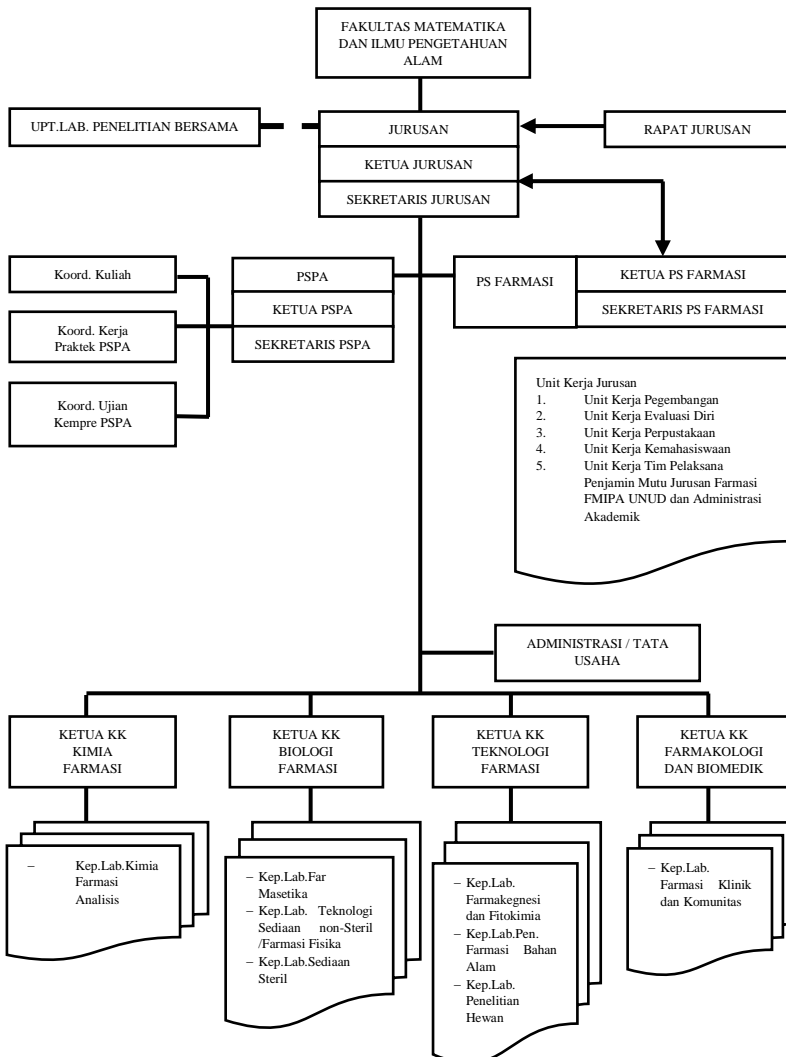 FAKULTAS MATEMATIKA
DAN ILMU PENGETAHUAN
ALAM
UPT.LAB. PENELITIAN BERSAMA
JURUSAN
RAPAT JURUSAN
KETUA JURUSAN
SEKRETARIS JURUSAN
Koord. Kuliah
PSPA
PS FARMASI
KETUA PS FARMASI
KETUA PSPA
SEKRETARIS PS FARMASI
Koord. Kerja
Praktek PSPA
SEKRETARIS PSPA
Koord. Ujian
Kempre PSPA
Unit Kerja Jurusan
1. Unit Kerja Pegembangan
2. Unit Kerja Evaluasi Diri
3. Unit Kerja Perpustakaan
4. Unit Kerja Kemahasiswaan
5. Unit Kerja Tim Pelaksana
Penjamin Mutu Jurusan Farmasi
FMIPA UNUD dan Administrasi
Akademik
ADMINISTRASI / TATA
USAHA
KETUA KK
KIMIA
FARMASI
KETUA KK
BIOLOGI
FARMASI
KETUA KK
TEKNOLOGI
FARMASI
KETUA KK
FARMAKOLOGI
DAN BIOMEDIK
– Kep.Lab.Kimia
Farmasi
Analisis
– Kep.Lab.Far
Masetika
– Kep.Lab. Teknologi
Sediaan non-Steril
/Farmasi Fisika
– Kep.Lab.Sediaan
Steril
– Kep.Lab.
Farmakegnesi
dan Fitokimia
– Kep.Lab.Pen.
Farmasi Bahan
Alam
– Kep.Lab.
Penelitian
Hewan
– Kep.Lab.
Farmasi Klinik
dan Komunitas